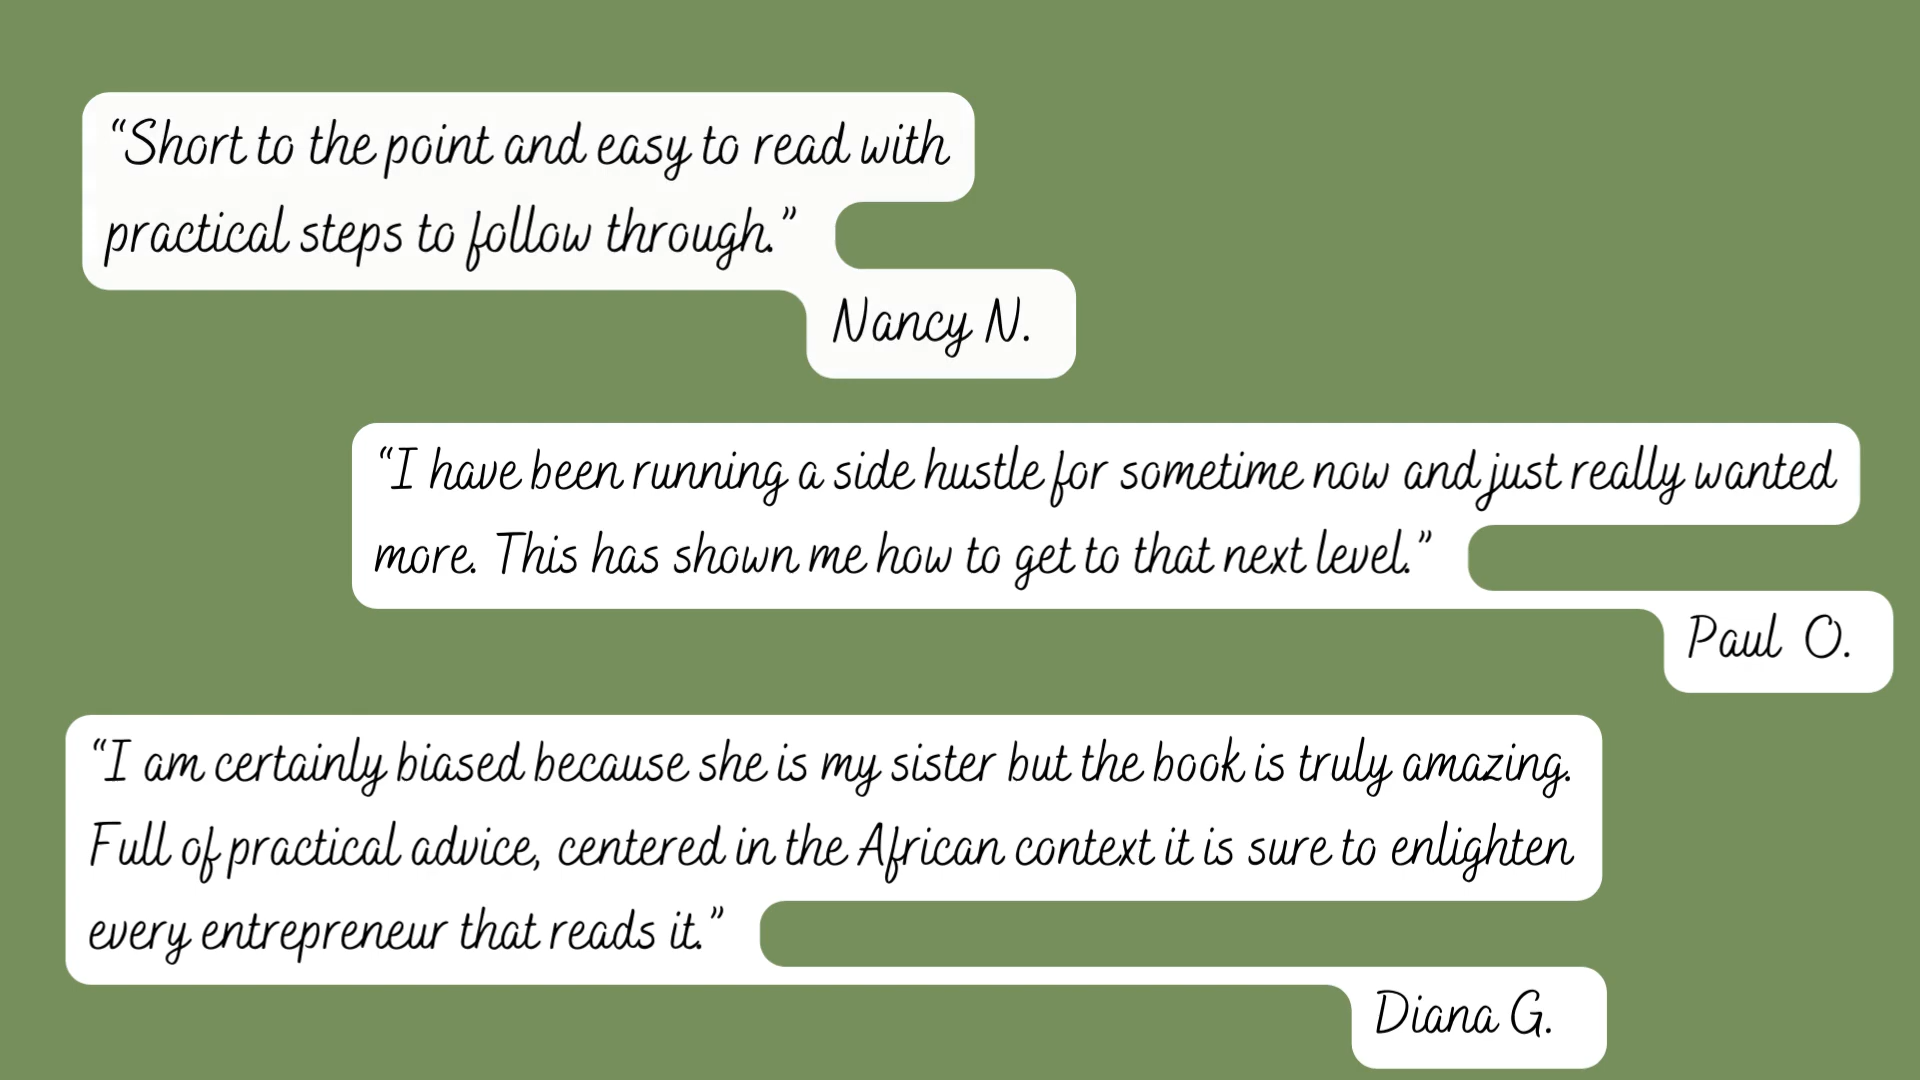 “Short to the point and easy to read with
practical steps to follow through.”
Nancy N.
“I have been running a side hustle for sometime now and just really wanted
more. This has shown me how to get to that next level.”
Paul O.
“I am certainly biased because she is my sister but the book is truly amazing.
Full of practical advice, centered in the African context it is sure to enlighten
every entrepreneur that reads it.”
Diana G.